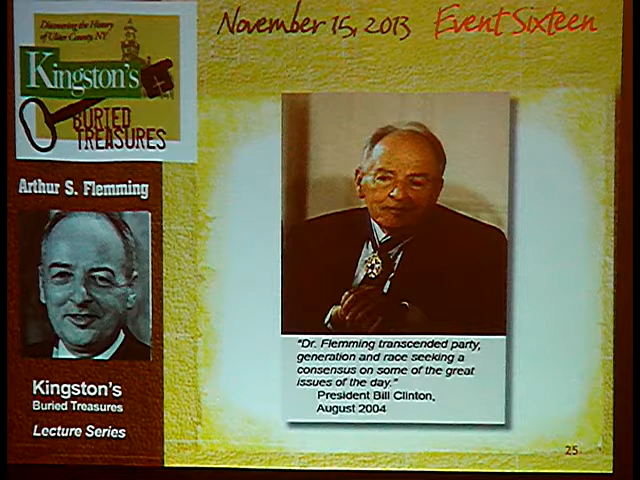 November 15, 2013 Event Sixteen
Discovering the History
of Ulster County, NY
Kingston's
BURIED
TREASURES
Arthur S. Flemming
Kingston's
Buried Treasures
Lecture Series
"Dr. Flemming transcended party,
generation and race seeking a
consensus on some of the great
issues of the day."
President Bill Clinton,
August 2004
25